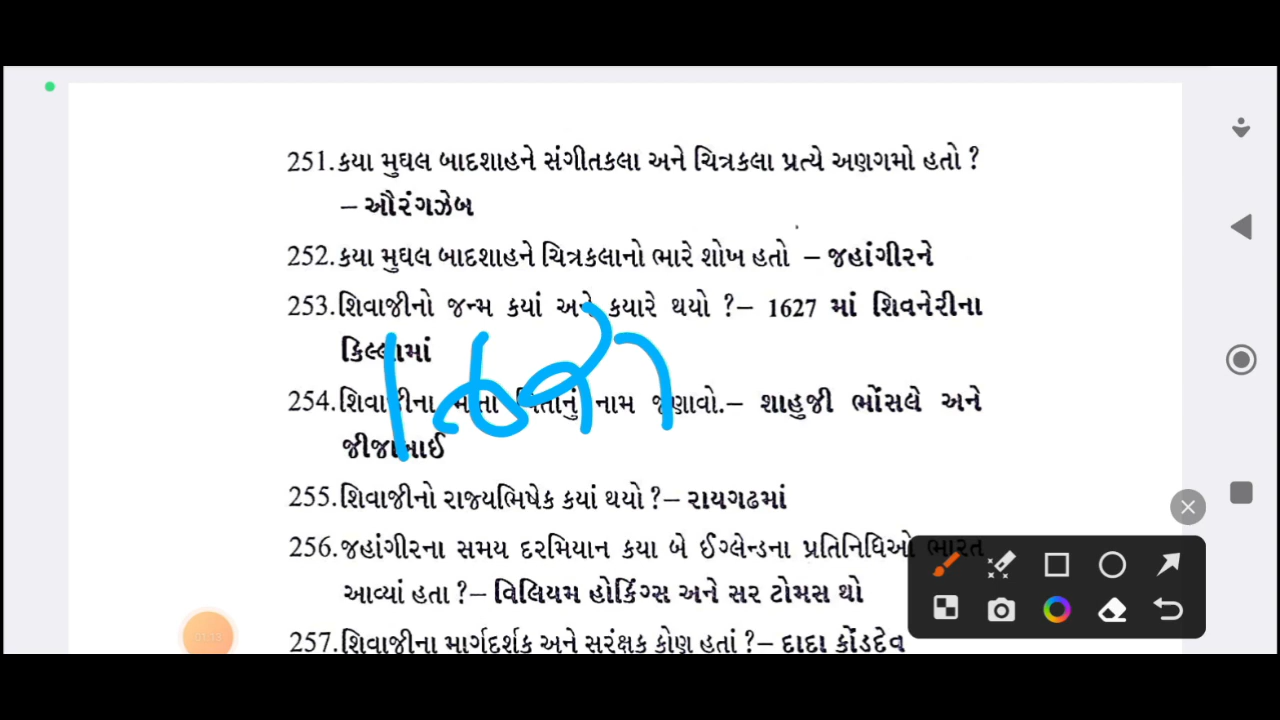 251.કયા મુઘલ બાદશાહને સંગીતકલા અને ચિત્રકલા પ્રત્યે અણગમો હતો ?
– ઔરંગઝેબ
252.કયા મુઘલ બાદશાહને ચિત્રકલાનો ભારે શોખ હતો – જહાંગીરને
253.શિવાજીનો જન્મ કયાં અને કયારે થયો ?– 1627 માં શિવનેરીના
કિલ્લામાં
254.શિવાજીના માતા પિતાનું નામ જણાવો.– શાહુજી ભોંસલે અને
જીજાબાઈ
255.શિવાજીનો રાજ્યભિષેક કયાં થયો ?– રાયગઢમાં
256.જહાંગીરના સમય દરમિયાન કયા બે ઈંગ્લેન્ડના પ્રતિનિધિઓ ભારત
આવ્યાં હતા ?– વિલિયમ હોકિંગ્સ અને સર ટોમસ થો
257.શિવાજીના માર્ગદર્શક અને સરંક્ષક કોણ હતાં ?– દાદા કોંડદેવ
01:13